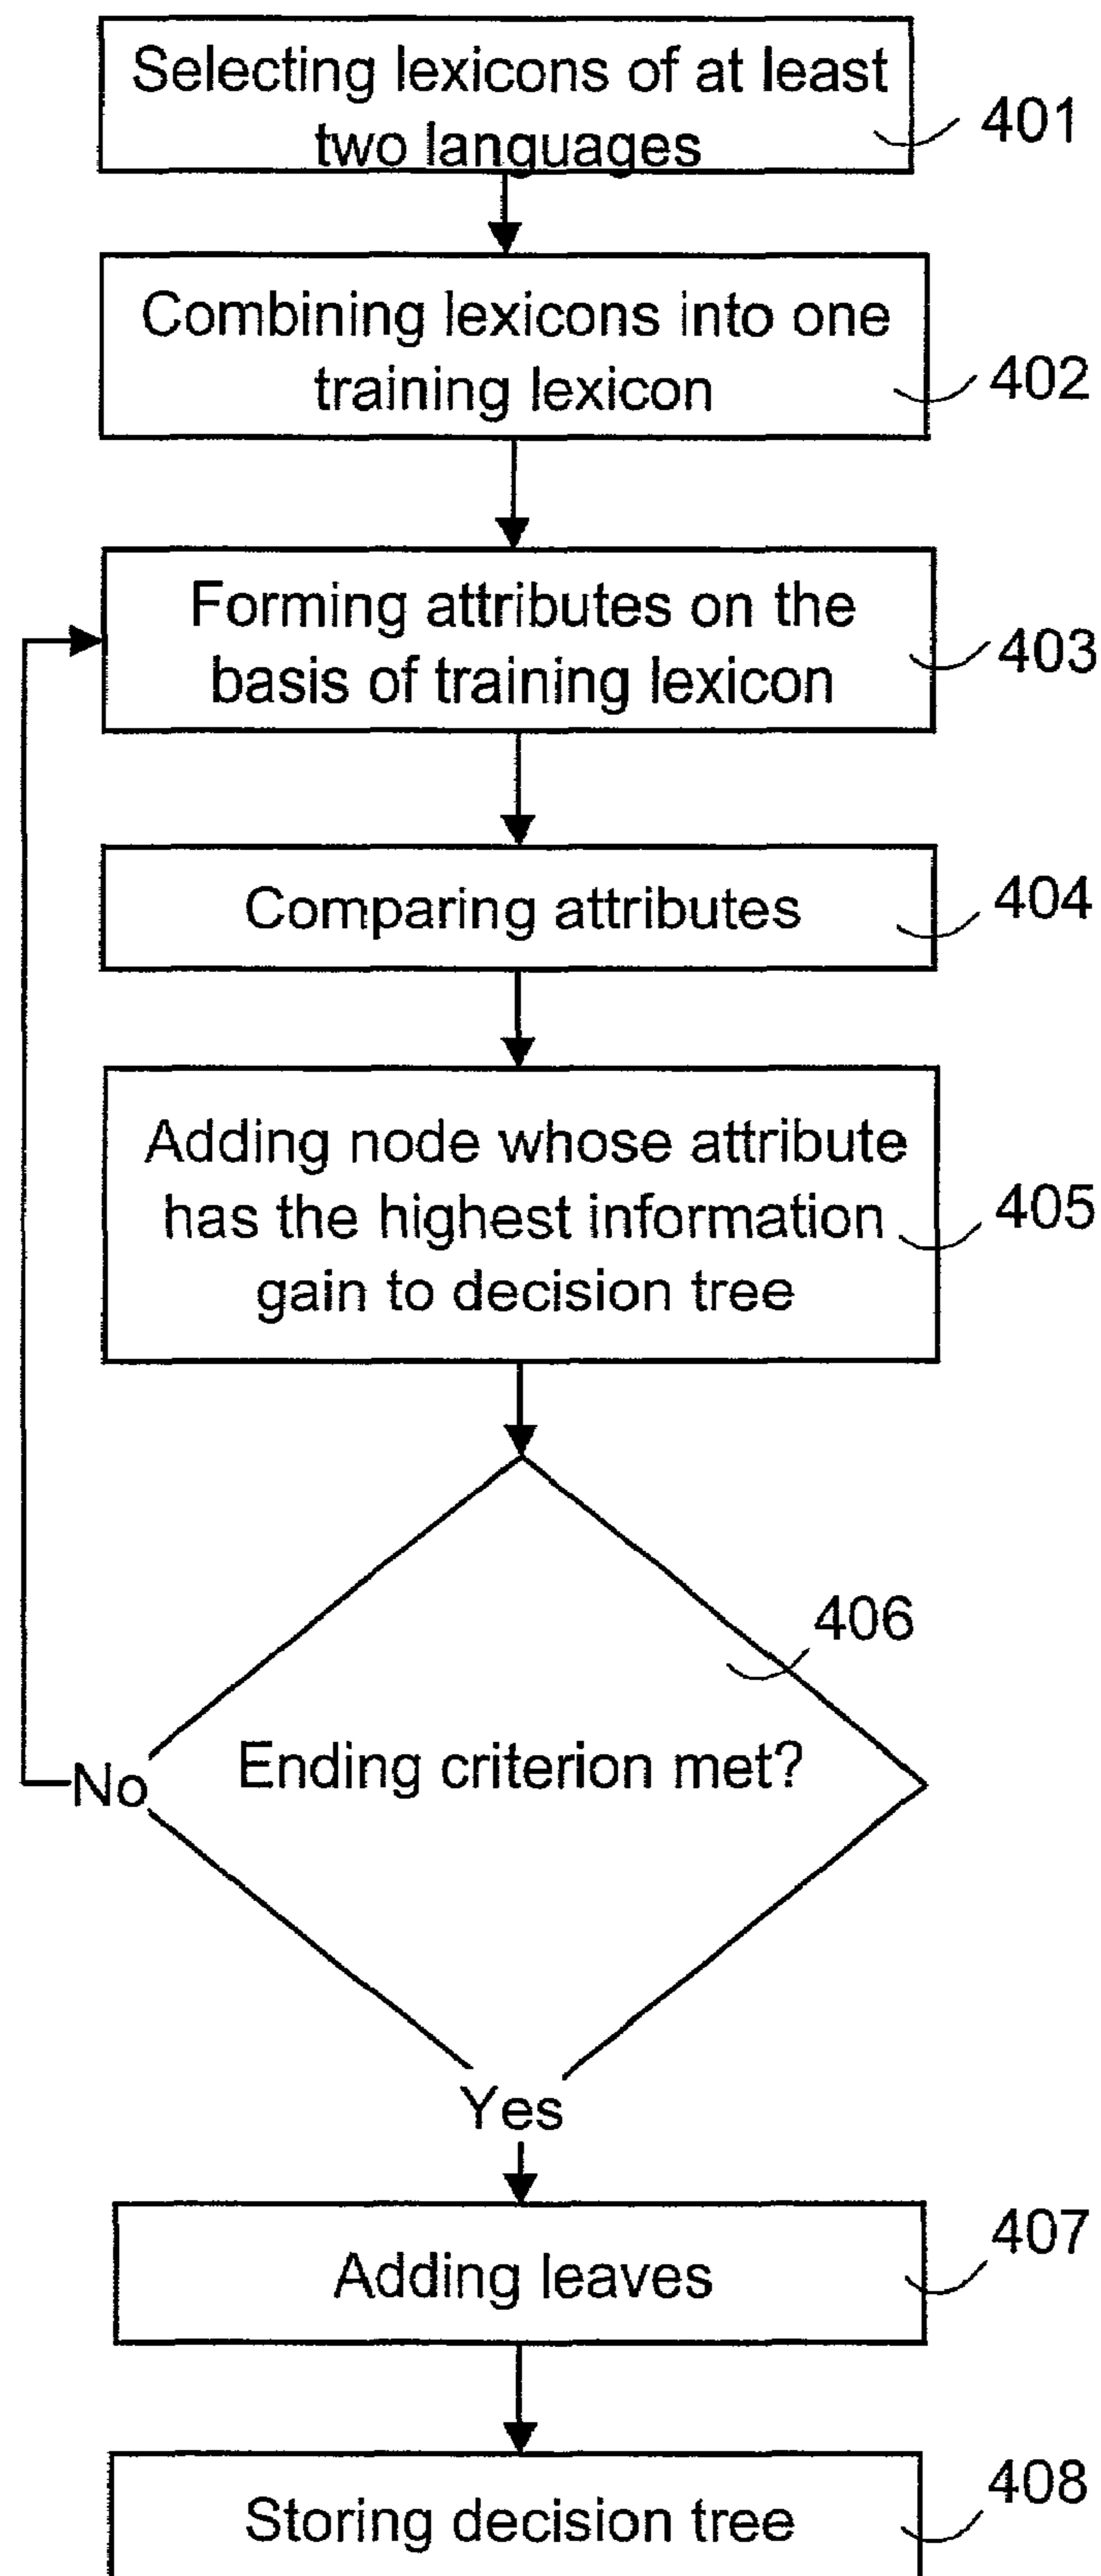 Selecting lexicons of at least
two languages
401
Combining lexicons into one
training lexicon
402
Forming attributes on the
basis of training lexicon
403
Comparing attributes
404
Adding node whose attribute
has the highest information
gain to decision tree
405
406
Ending criterion met?
No
Yes
Adding leaves
407
Storing decision tree
408